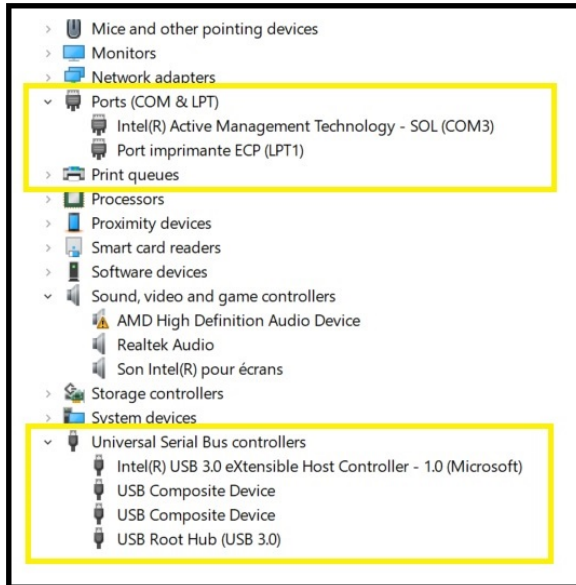 Mice and other pointing devices
Monitors
Network adapters
Ports (COM & LPT)
Intel(R) Active Management Technology - SOL (COM3)
Port imprimante ECP (LPT1)
Print queues
Processors
Proximity devices
Smart card readers
Software devices
Sound, video and game controllers
AMD High Definition Audio Device
Realtek Audio
Son Intel(R) pour écrans
Storage controllers
System devices
Universal Serial Bus controllers
Intel(R) USB 3.0 eXtensible Host Controller - 1.0 (Microsoft)
USB Composite Device
USB Composite Device
USB Root Hub (USB 3.0)